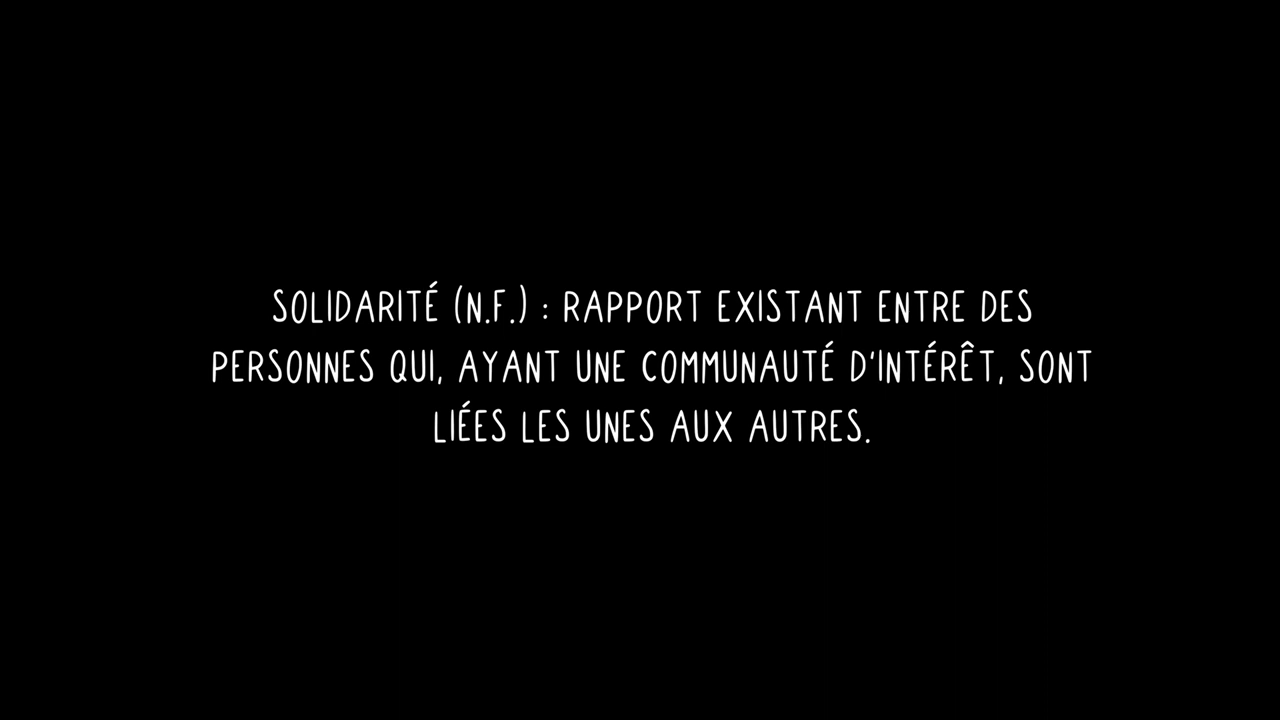 SOLIDARITÉ (N.F.) : RAPPORT EXISTANT ENTRE DES
PERSONNES QUI, AYANT UNE COMMUNAUTÉ D'INTÉRÊT, SONT
LIÉES LES UNES AUX AUTRES.